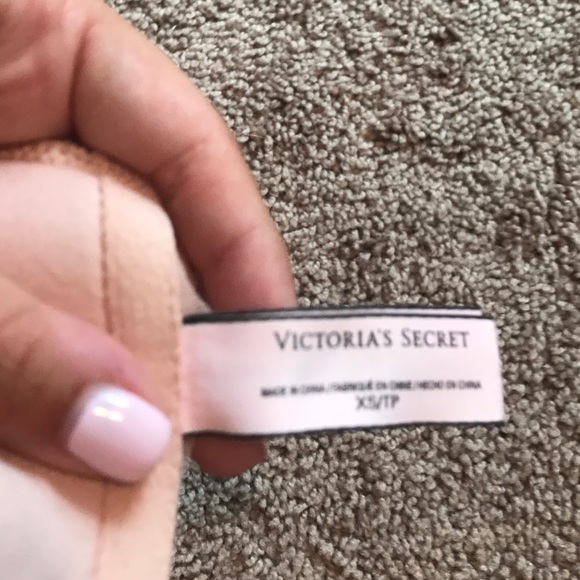 VICTORIA'S SECRET
MADE IN CHINA / FABRIQUÉ EN CHINE / HECHO EN CHINA
XS/TP